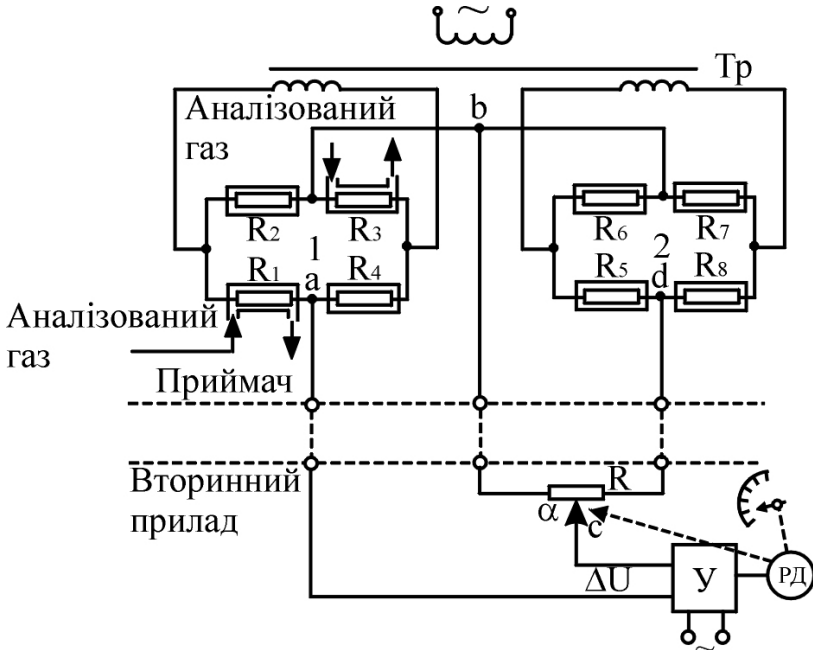 ~
Тр
Аналізований
газ
b
R2
R3
R6
R7
1
2
R1
a
R4
R5
d
R8
Аналізований
газ
Приймач
Вторинний
прилад
R
α
c
ΔU
У
РД
~